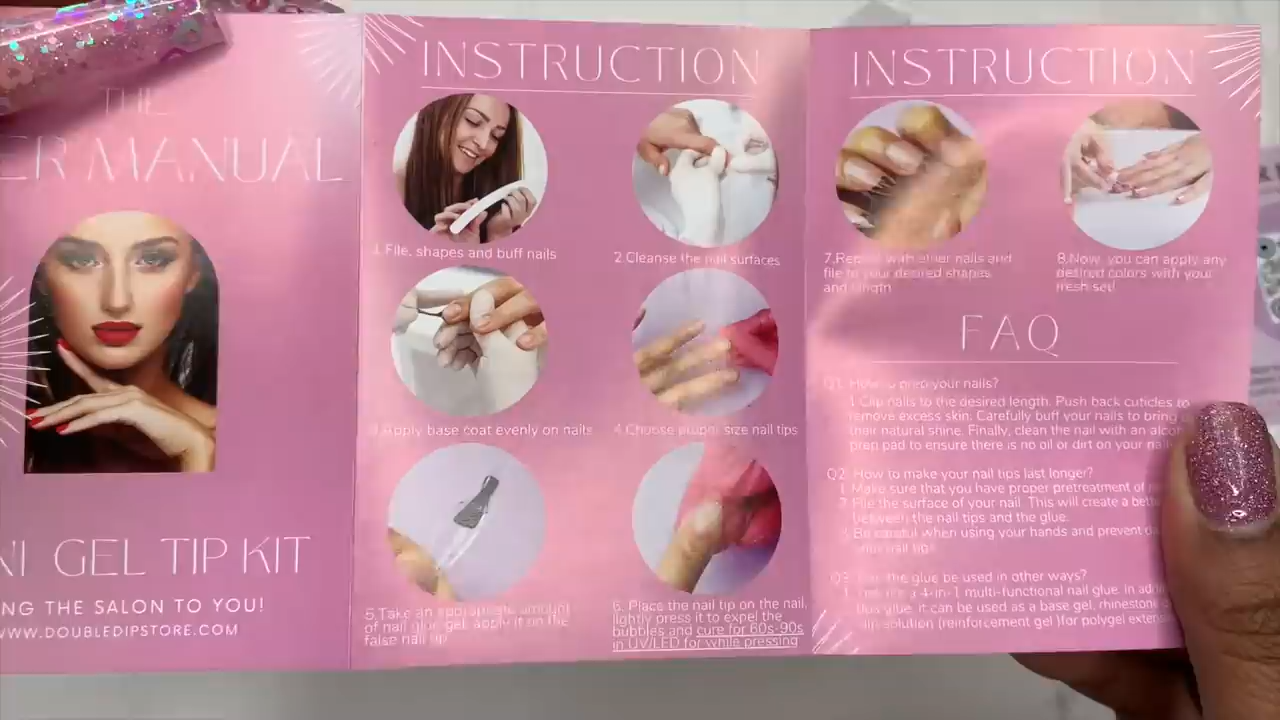 THE
ER MANUAL
NI GEL TIP KIT
NG THE SALON TO YOU!
WWW.DOUBLEDIPSTORE.COM
INSTRUCTION
1.File, shapes and buff nails
2.Cleanse the nail surfaces
3.Apply base coat evenly on nails
4.Choose proper size nail tips
5.Take an appropriate amount
of nail glue gel, apply it on the
false nail tip
6. Place the nail tip on the nail,
lightly press it to expel the
bubbles and cure for 60s-90s
in UV/LED for while pressing
INSTRUCTION
7.Repeat with other nails and
file to your desired shapes
and length
8.Now, you can apply any
desired colors with your
fresh set!
FAQ
Q1: How to prep your nails?
1.Clip nails to the desired length. Push back cuticles to
remove excess skin. Carefully buff your nails to bring
their natural shine. Finally, clean the nail with an alco
prep pad to ensure there is no oil or dirt on your nail
Q2: How to make your nail tips last longer?
1. Make sure that you have proper pretreatment of
2. File the surface of your nail. This will create a bett
between the nail tips and the glue.
3. Be careful when using your hands and prevent da
your nail tips.
Q3: Can the glue be used in other ways?
a 4-in-1 multi-functional nail glue. In addi
glue, it can be used as a base gel, rhinestone
slip solution (reinforcement gel )for polygel extens